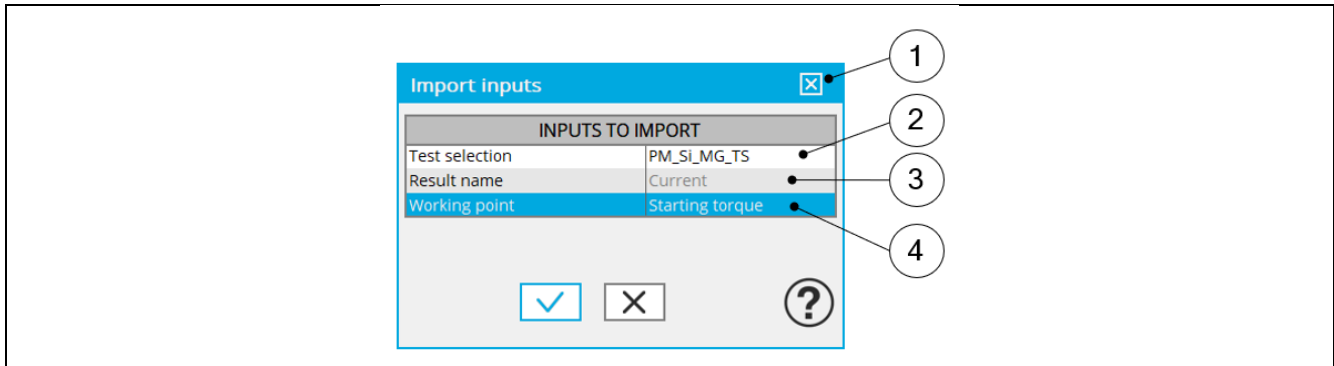 1
Import inputs
2
INPUTS TO IMPORT
Test selection PM_Si_MG_TS
Result name Current
3
Working point Starting torque
4
?